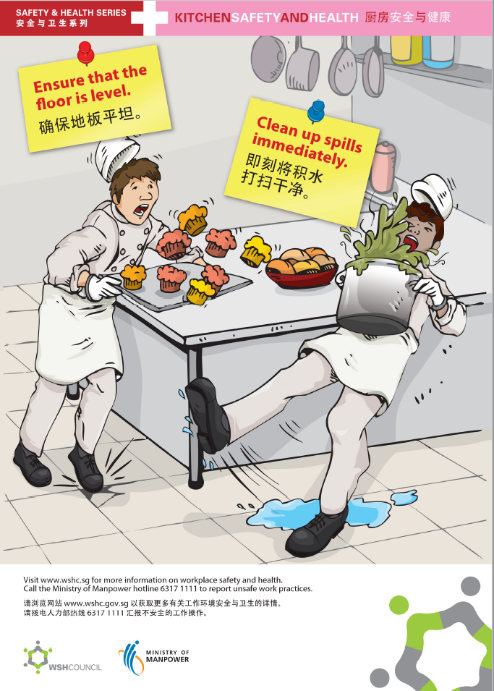 SAFETY & HEALTH SERIES
安全与卫生系列
KITCHENSAFETYANDHEALTH 厨房安全与健康
Ensure that the
floor is level.
确保地板平坦。
Clean up spills
immediately.
即刻将积水
打扫干净。
Visit www.wshc.sg for more information on workplace safety and health.
Call the Ministry of Manpower hotline 6317 1111 to report unsafe work practices.
请浏览网站 www.wshc.gov.sg 以获取更多有关工作环境安全与卫生的详情。
请拨电人力部热线 6317 1111 汇报不安全的工作操作。
WSHCOUNCIL
MINISTRY OF
MANPOWER